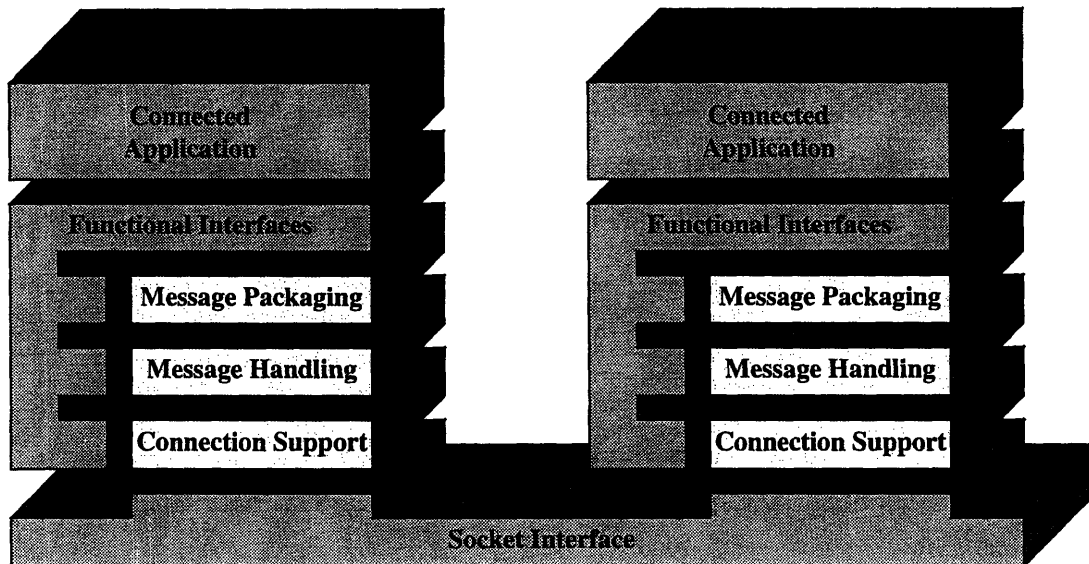 Connected
Application
Functional Interfaces
Message Packaging
Message Handling
Connection Support
Connected
Application
Functional Interfaces
Message Packaging
Message Handling
Connection Support
Socket Interface